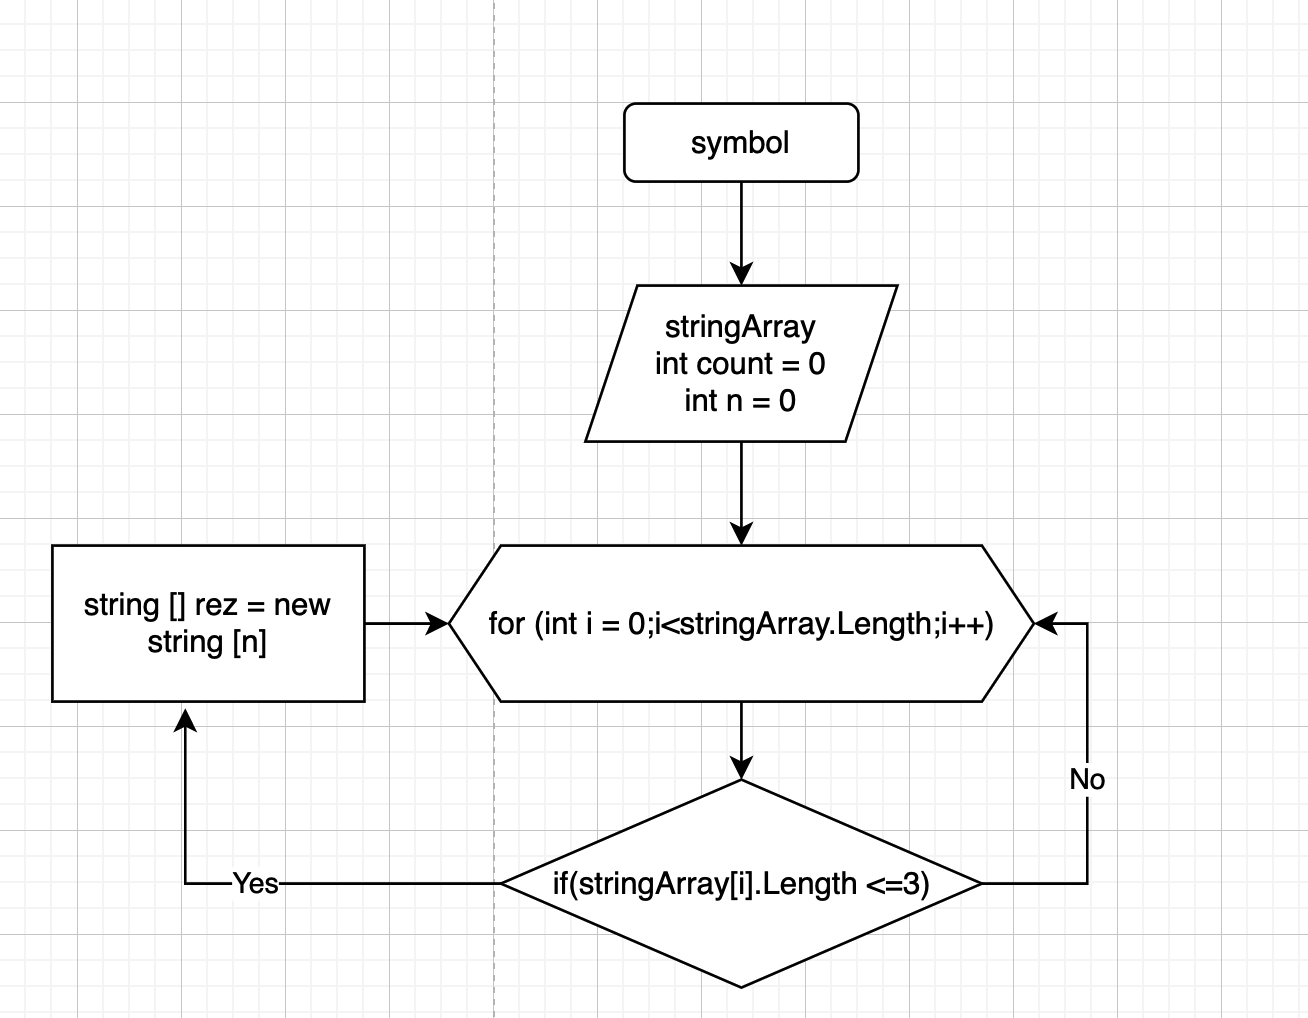 symbol
stringArray
int count = 0
int n = 0
string [] rez = new
string [n]
for (int i = 0;i<stringArray.Length;i++)
No
Yes
if(stringArray[i].Length <=3)